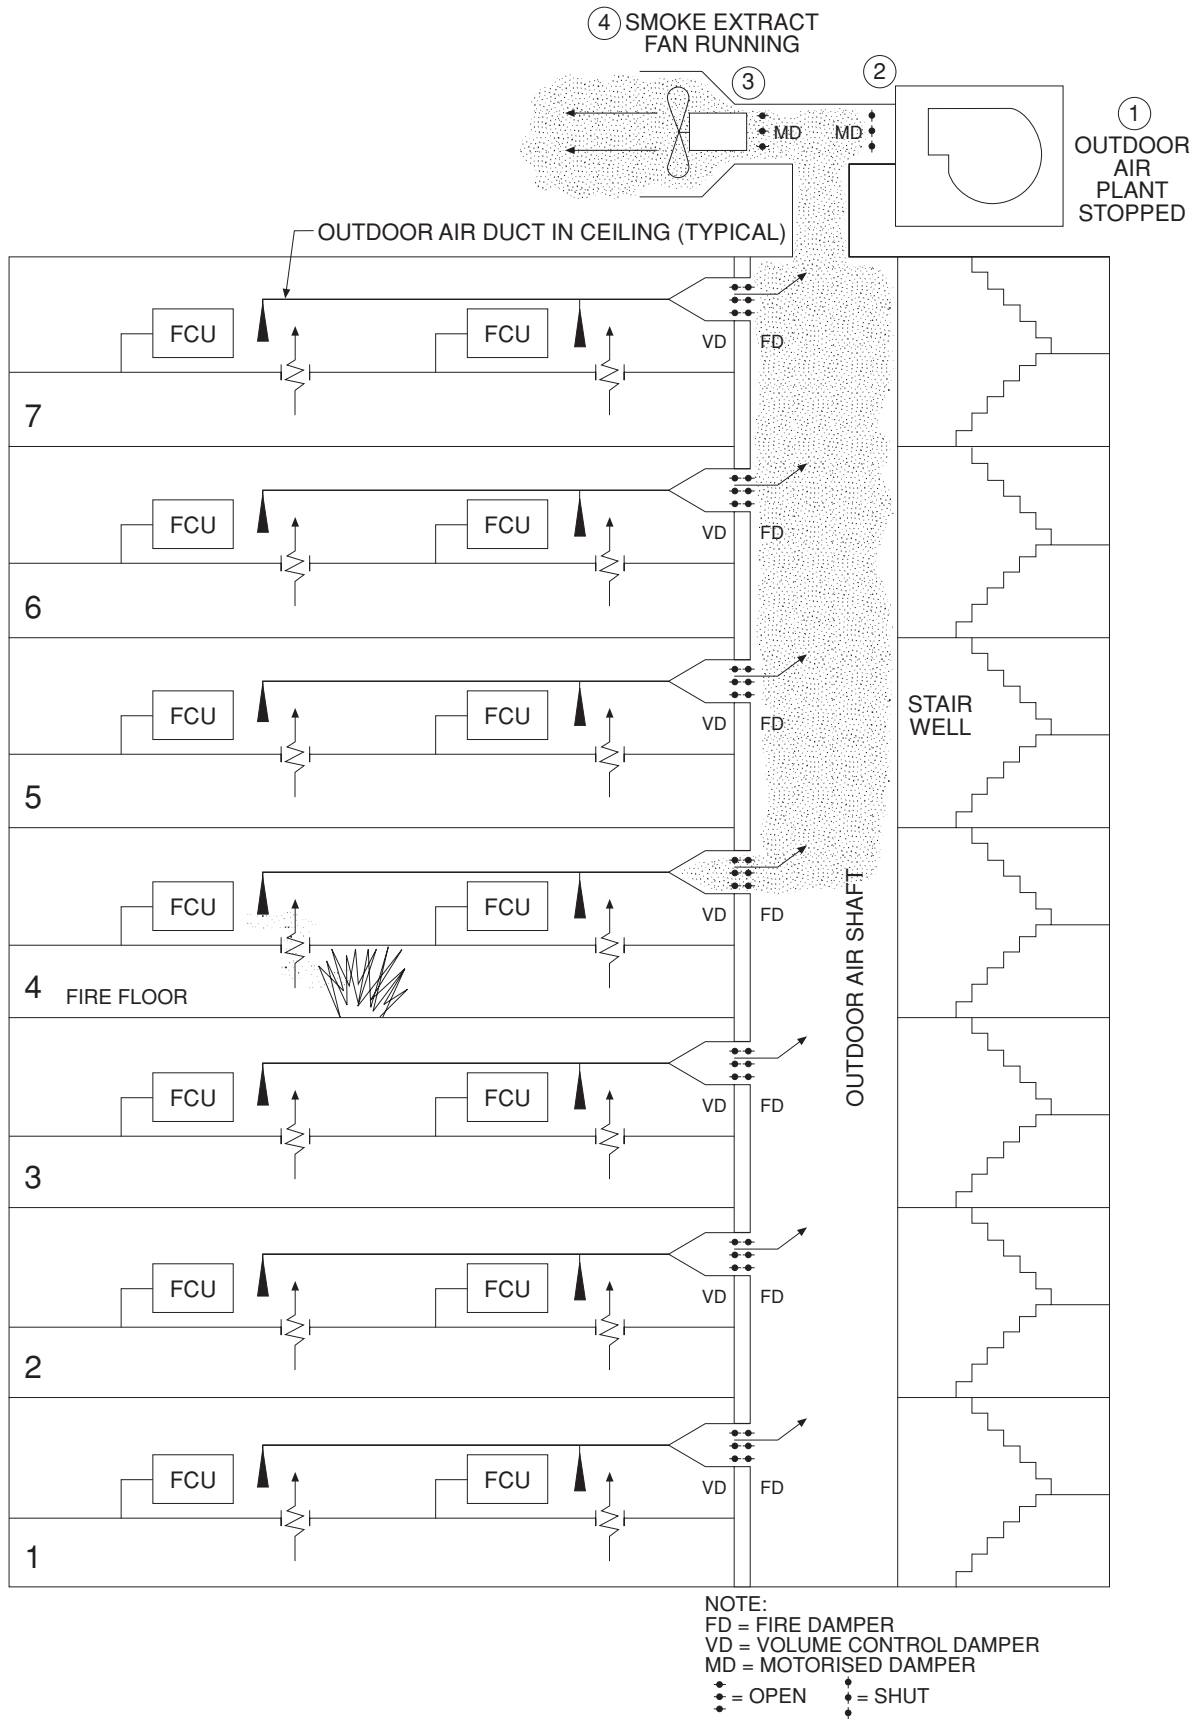 4 SMOKE EXTRACT
FAN RUNNING
3
2
1
OUTDOOR
AIR
PLANT
STOPPED
MD
MD
OUTDOOR AIR DUCT IN CEILING (TYPICAL)
FCU
FCU
VD
FD
7
FCU
FCU
VD
FD
6
FCU
FCU
VD
FD
5
STAIR
WELL
FCU
FCU
VD
FD
4 FIRE FLOOR
OUTDOOR AIR SHAFT
FCU
FCU
VD
FD
3
FCU
FCU
VD
FD
2
FCU
FCU
VD
FD
1
NOTE:
FD = FIRE DAMPER
VD = VOLUME CONTROL DAMPER
MD = MOTORISED DAMPER
= OPEN
= SHUT